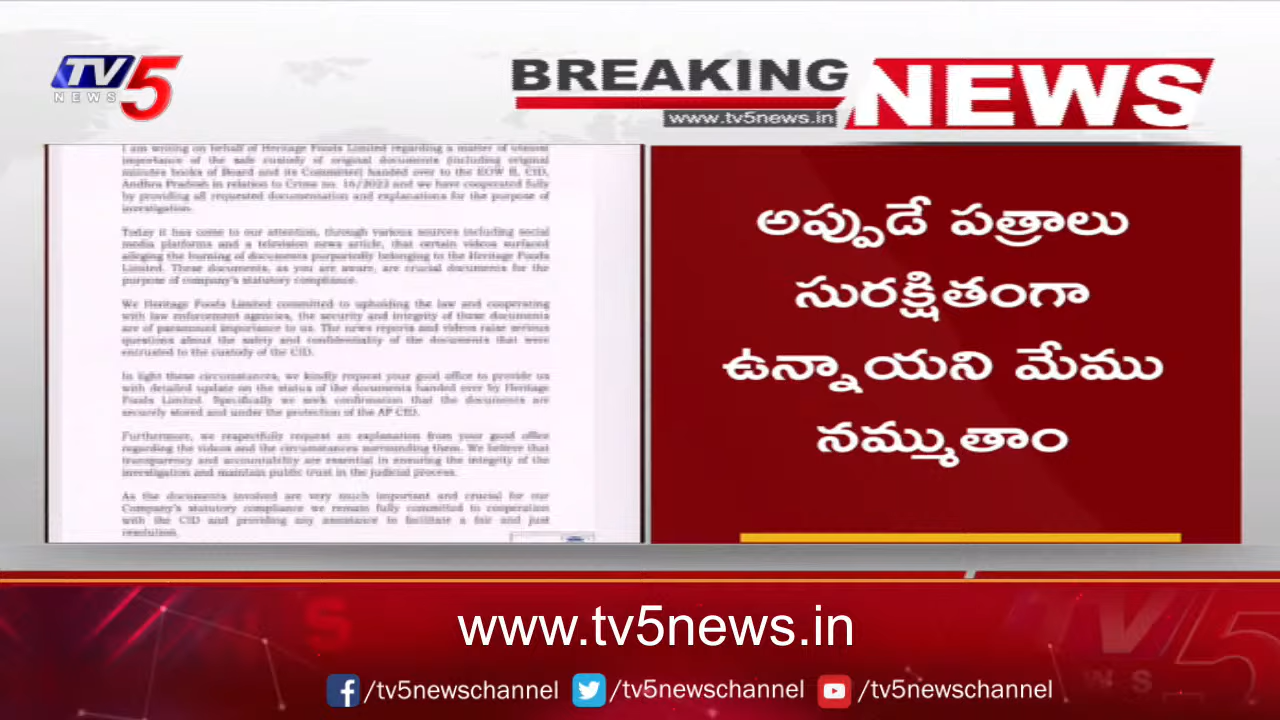 TV5
NEWS
BREAKING NEWS
www.tv5news.in
I am writing on behalf of Heritage Foods Limited regarding a matter of utmost
importance of the safe custody of original documents (including original
minutes books of Board and its Committee) handed over to the EOW II, CID,
Andhra Pradesh in relation to Crime no. 16/2023 and we have cooperated fully
by providing all requested documentation and explanations for the purpose of
investigation.
Today it has come to our attention, through various sources including social
media platforms and a television news article, that certain videos surfaced
alleging the burning of documents purportedly belonging to the Heritage Foods
Limited. These documents, as you are aware, are crucial documents for the
purpose of company's statutory compliance.
We Heritage Foods Limited committed to upholding the law and cooperating
with law enforcement agencies, the security and integrity of these documents
are of paramount importance to us. The news reports and videos raise serious
questions about the safety and confidentiality of the documents that were
entrusted to the custody of the CID.
In light these circumstances, we kindly request your good office to provide us
with detailed update on the status of the documents handed over by Heritage
Foods Limited. Specifically we seek confirmation that the documents are
securely stored and under the protection of the AP CID.
Furthermore, we respectfully request an explanation from your good office
regarding the videos and the circumstances surrounding them. We believe that
transparency and accountability are essential in ensuring the integrity of the
investigation and maintain public trust in the judicial process.
As the documents involved are very much important and crucial for our
Company's statutory compliance we remain fully committed to cooperation
with the CID and providing any assistance to facilitate a fair and just
resolution.
అప్పుడే పత్రాలు
సురక్షితంగా
ఉన్నాయని మేము
నమ్ముతాం
www.tv5news.in
/tv5newschannel /tv5newschannel /tv5newschannel